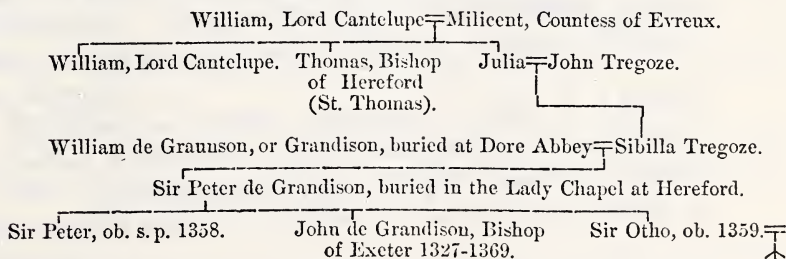 William, Lord Cantelupe=Milicent, Countess of Evreux.
William, Lord Cantelupe. Thomas, Bishop of Hereford (St. Thomas). Julia=John Tregoze.
William de Graunson, or Grandison, buried at Dore Abbey=Sibilla Tregoze.
Sir Peter de Grandison, buried in the Lady Chapel at Hereford.
Sir Peter, ob. s.p. 1358. John de Grandison, Bishop of Exeter 1327-1369. Sir Otho, ob. 1359.=